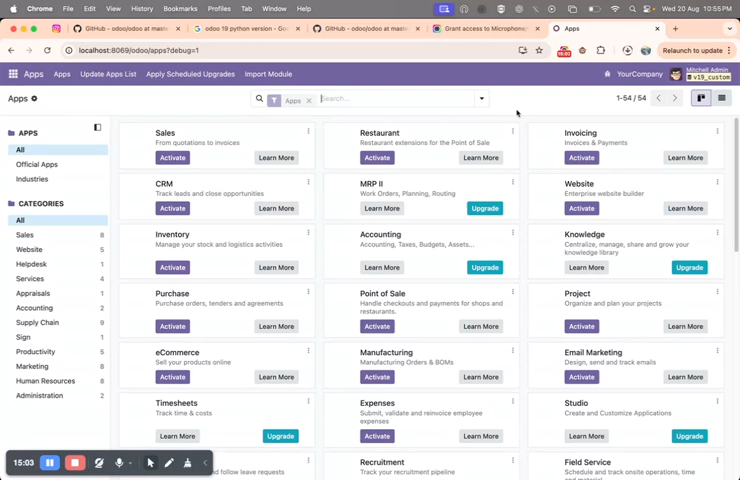 Chrome File Edit View History Bookmarks Profiles Tab Window Help
Wed 20 Aug 10:55 PM
GitHub - odoo/odoo at maste
odoo 19 python version - Go
GitHub - odoo/odoo at maste
Grant access to Microphone
Apps
localhost:8069/odoo/apps?debug=1
15:03
Relaunch to update
Apps Apps Update Apps List Apply Scheduled Upgrades Import Module
YourCompany
Mitchell Admin
v19_custom
Apps
Apps
Search...
1-54 / 54
APPS
All
Official Apps
Industries
CATEGORIES
All
Sales 8
Website 5
Helpdesk 1
Services 4
Appraisals 1
Accounting 2
Supply Chain 9
Sign 1
Productivity 5
Marketing 6
Human Resources 8
Administration 2
Sales
From quotations to invoices
Activate Learn More
Restaurant
Restaurant extensions for the Point of Sale
Activate Learn More
Invoicing
Invoices & Payments
Activate Learn More
CRM
Track leads and close opportunities
Activate Learn More
MRP II
Work Orders, Planning, Routing
Learn More Upgrade
Website
Enterprise website builder
Activate Learn More
Inventory
Manage your stock and logistics activities
Activate Learn More
Accounting
Accounting, Taxes, Budgets, Assets...
Learn More Upgrade
Knowledge
Centralize, manage, share and grow your
knowledge library
Learn More Upgrade
Purchase
Purchase orders, tenders and agreements
Activate Learn More
Point of Sale
Handle checkouts and payments for shops and
restaurants.
Activate Learn More
Project
Organize and plan your projects
Activate Learn More
eCommerce
Sell your products online
Activate Learn More
Manufacturing
Manufacturing Orders & BOMs
Activate Learn More
Email Marketing
Design, send and track emails
Activate Learn More
Timesheets
Track time & costs
Learn More Upgrade
Expenses
Submit, validate and reinvoice employee
expenses
Activate Learn More
Studio
Create and Customize Applications
Learn More Upgrade
and follow leave requests
Recruitment
Track your recruitment pipeline
Field Service
Schedule and track onsite operations, time
15:03